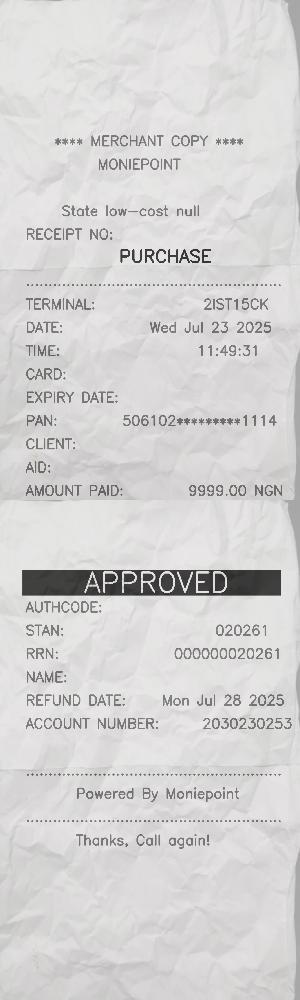 **** MERCHANT COPY ****
MONIEPOINT
State low-cost null
RECEIPT NO:
PURCHASE
TERMINAL: 2IST15CK
DATE: Wed Jul 23 2025
TIME: 11:49:31
CARD:
EXPIRY DATE:
PAN: 506102*********1114
CLIENT:
AID:
AMOUNT PAID: 9999.00 NGN
APPROVED
AUTHCODE:
STAN: 020261
RRN: 000000020261
NAME:
REFUND DATE: Mon Jul 28 2025
ACCOUNT NUMBER: 2030230253
Powered By Moniepoint
Thanks, Call again!